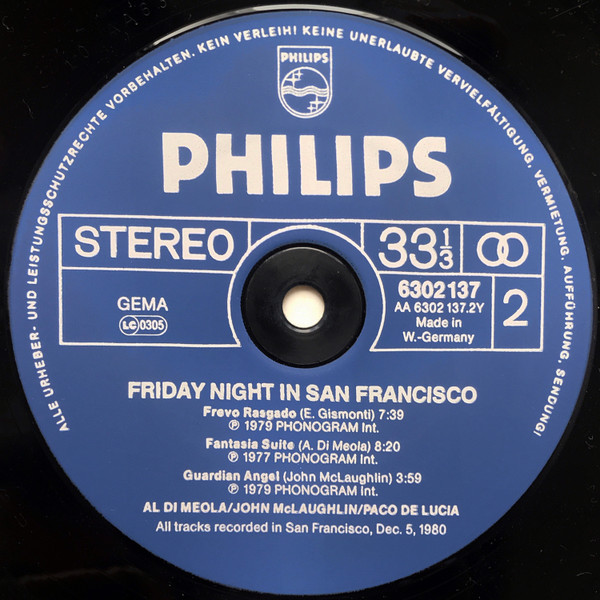 ALLE URHEBER- UND LEISTUNGSSCHUTZRECHTE VORBEHALTEN. KEIN VERLEIH! KEINE UNERLAUBTE VERVIELFÄLTIGUNG, VERMIETUNG, AUFFÜHRUNG, SENDUNG!
PHILIPS
PHILIPS
STEREO
33 1/3
GEMA
LC 0305
6302137
AA 6302 137.2Y
Made in
W.-Germany
2
FRIDAY NIGHT IN SAN FRANCISCO
Frevo Rasgado (E. Gismonti) 7:39
℗ 1979 PHONOGRAM Int.
Fantasia Suite (A. Di Meola) 8:20
℗ 1977 PHONOGRAM Int.
Guardian Angel (John McLaughlin) 3:59
℗ 1979 PHONOGRAM Int.
AL DI MEOLA/JOHN McLAUGHLIN/PACO DE LUCIA
All tracks recorded in San Francisco, Dec. 5, 1980